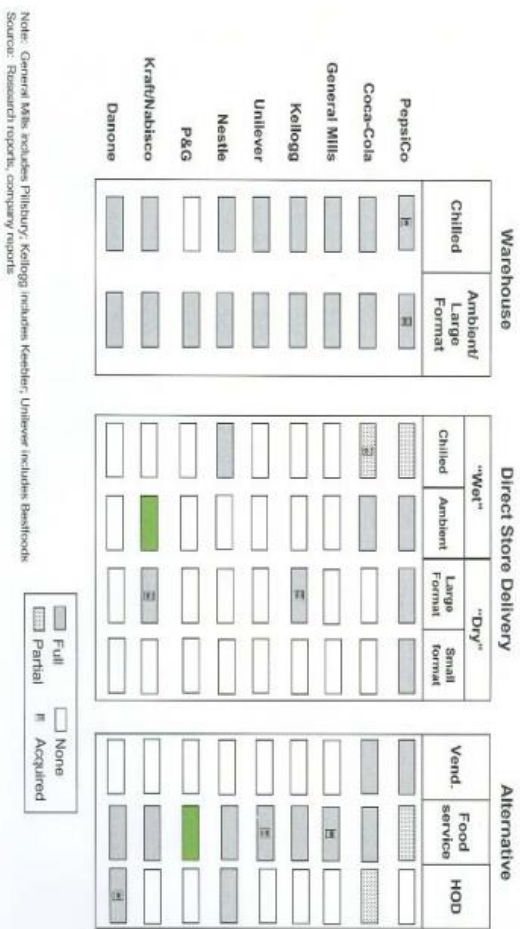 Warehouse
Direct Store Delivery
Alternative
"Wet"
"Dry"
Chilled
Ambient/
Large
Format
Chilled
Ambient
Large
Format
Small
format
Vend.
Food
service
HOD
PepsiCo
Coca-Cola
General Mills
Kellogg
Unilever
Nestle
P&G
Kraft/Nabisco
Danone
Full
None
Partial
Acquired
Note: General Mills includes Pillsbury; Kellogg includes Keebler; Unilever includes Bestfoods
Source: Research reports, company reports